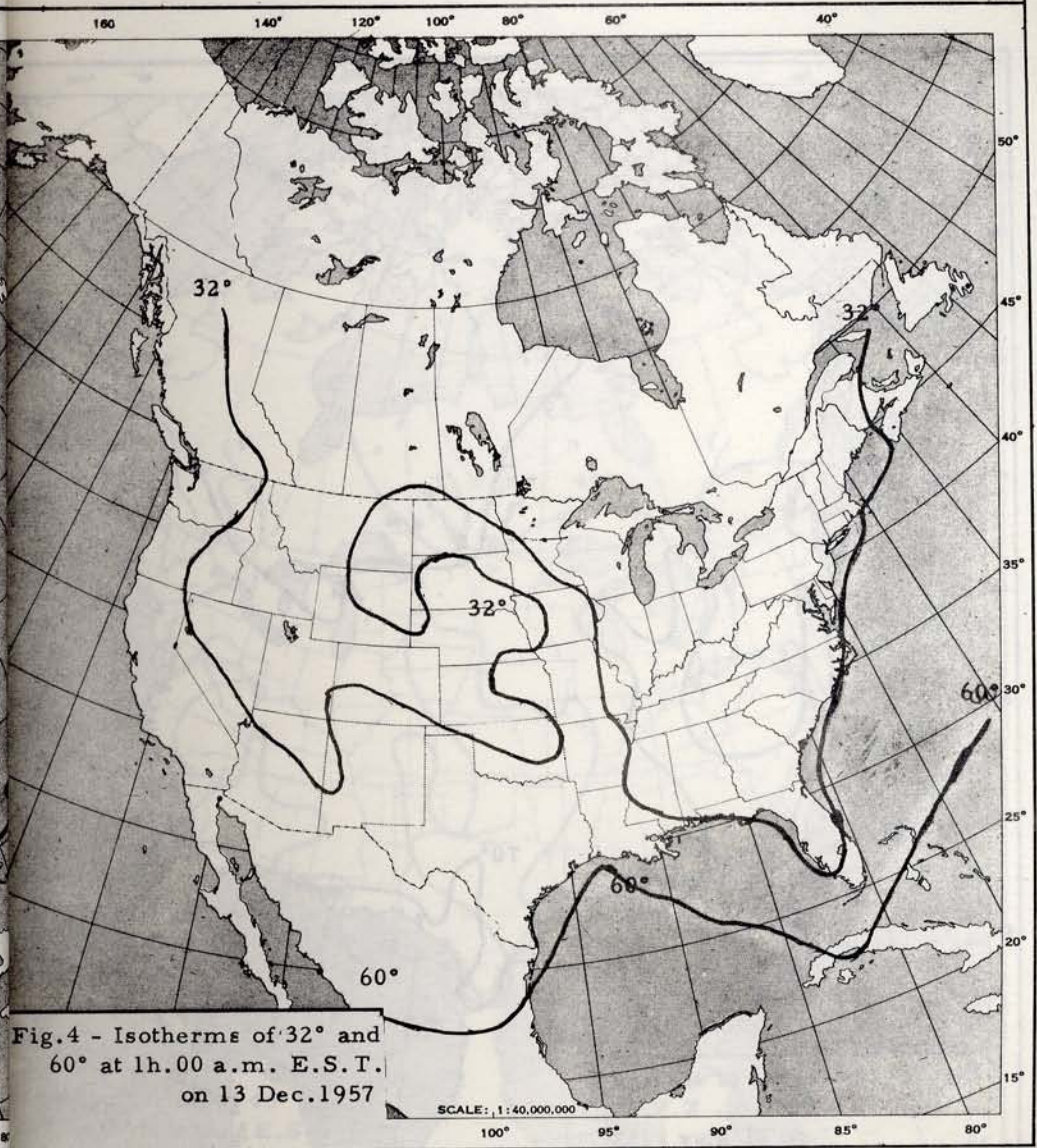 160 140° 120° 100° 80° 60° 40°
50°
32°
45°
32°
40°
35°
32°
30°
60°
25°
60°
20°
60°
Fig.4 - Isotherms of 32° and
60° at 1h.00 a.m. E.S.T.
on 13 Dec.1957
15°
SCALE: 1:40,000,000
100° 95° 90° 85° 80°